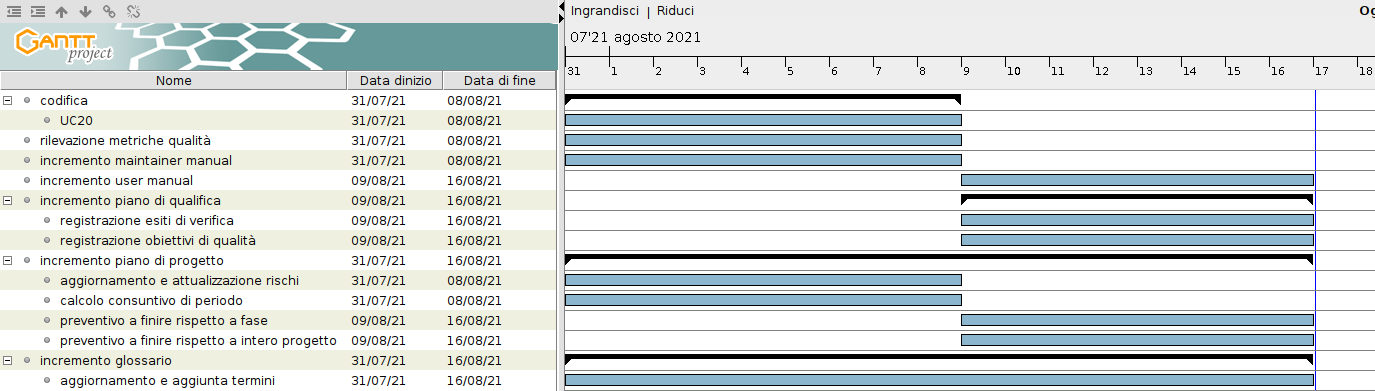 Ingrandisci | Riduci
Og
GANTT
project
07'21 agosto 2021
Nome Data dinizio Data di fine
31 1 2 3 4 5 6 7 8 9 10 11 12 13 14 15 16 17 18
codifica 31/07/21 08/08/21
UC20 31/07/21 08/08/21
rilevazione metriche qualità 31/07/21 08/08/21
incremento maintainer manual 31/07/21 08/08/21
incremento user manual 09/08/21 16/08/21
incremento piano di qualifica 09/08/21 16/08/21
registrazione esiti di verifica 09/08/21 16/08/21
registrazione obiettivi di qualità 09/08/21 16/08/21
incremento piano di progetto 31/07/21 16/08/21
aggiornamento e attualizzazione rischi 31/07/21 08/08/21
calcolo consuntivo di periodo 31/07/21 08/08/21
preventivo a finire rispetto a fase 09/08/21 16/08/21
preventivo a finire rispetto a intero progetto 09/08/21 16/08/21
incremento glossario 31/07/21 16/08/21
aggiornamento e aggiunta termini 31/07/21 16/08/21